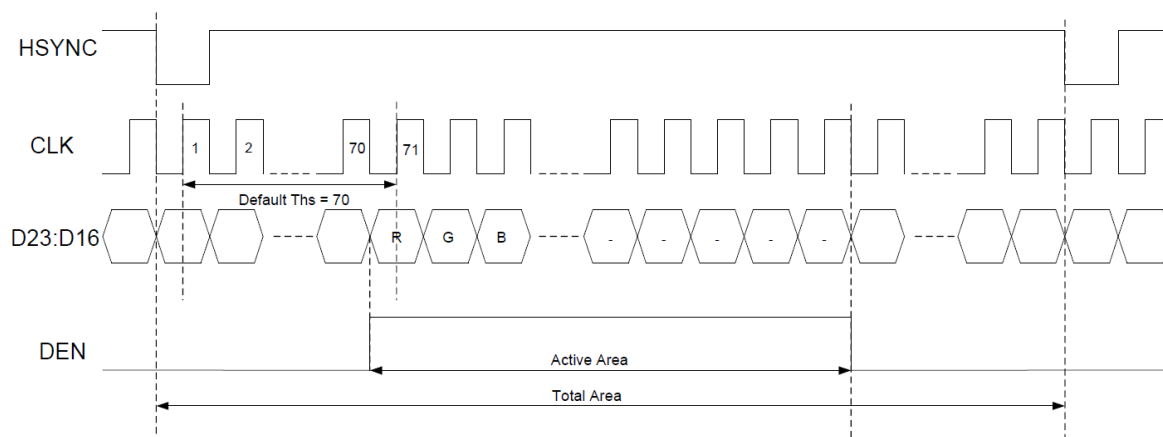 HSYNC
CLK
1
2
70
71
Default Ths = 70
D23:D16
R
G
B
-
-
-
-
-
DEN
Active Area
Total Area